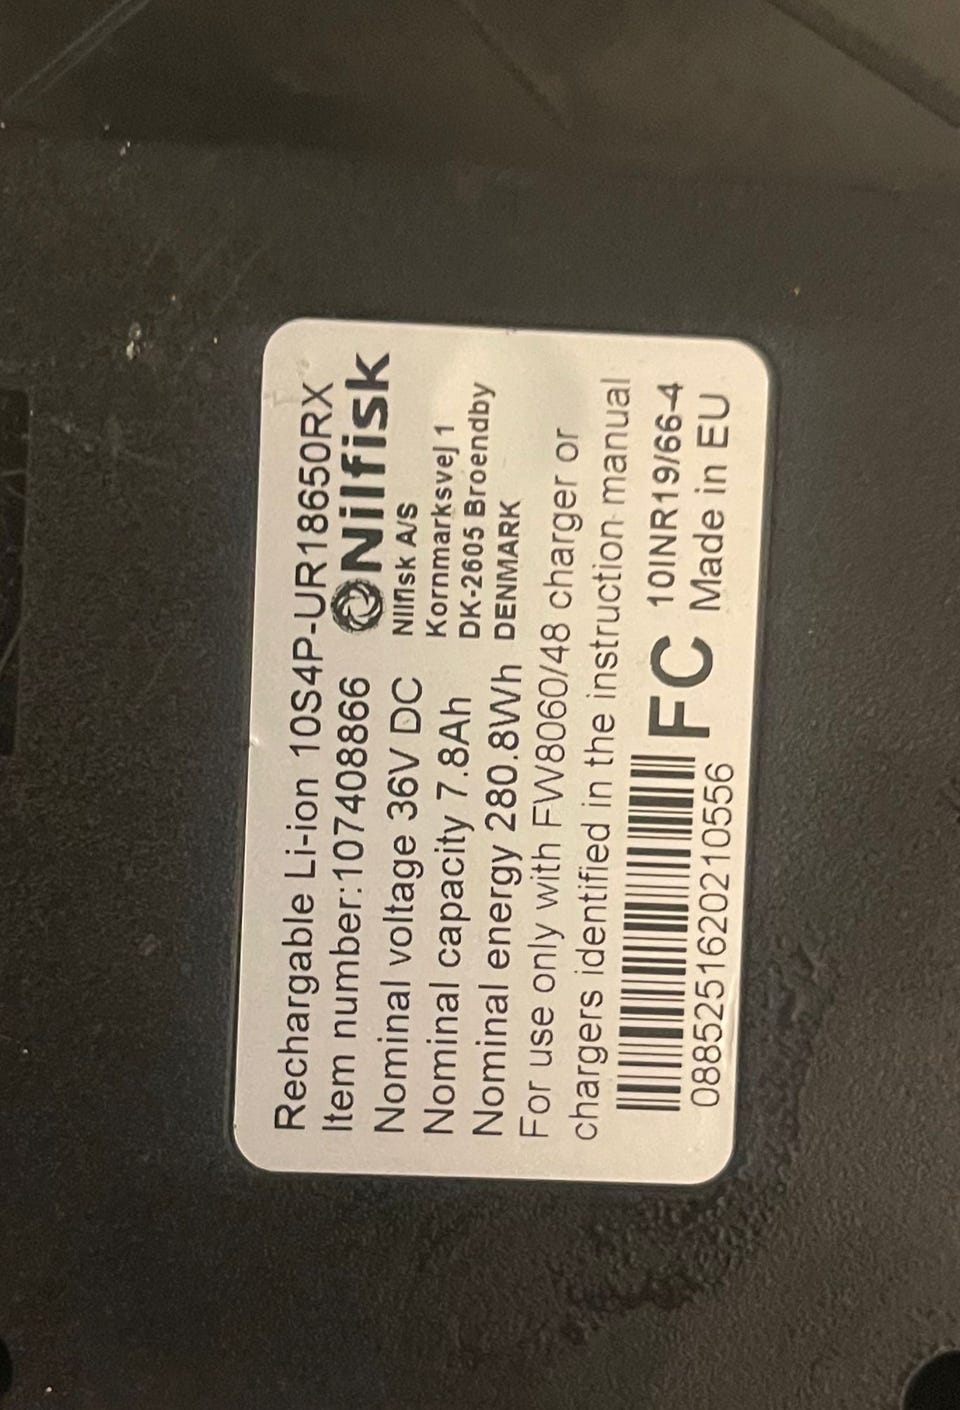 Rechargable Li-ion 10S4P-UR18650RX
Item number:107408866
Nilfisk
Nominal voltage 36V DC
Nilfisk A/S
Nominal capacity 7.8Ah
Kornmarksvej 1
DK-2605 Broendby
Nominal energy 280.8Wh
DENMARK
For use only with FW8060/48 charger or
chargers identified in the instruction manual
FC
10INR19/66-4
08852516202210556
Made in EU